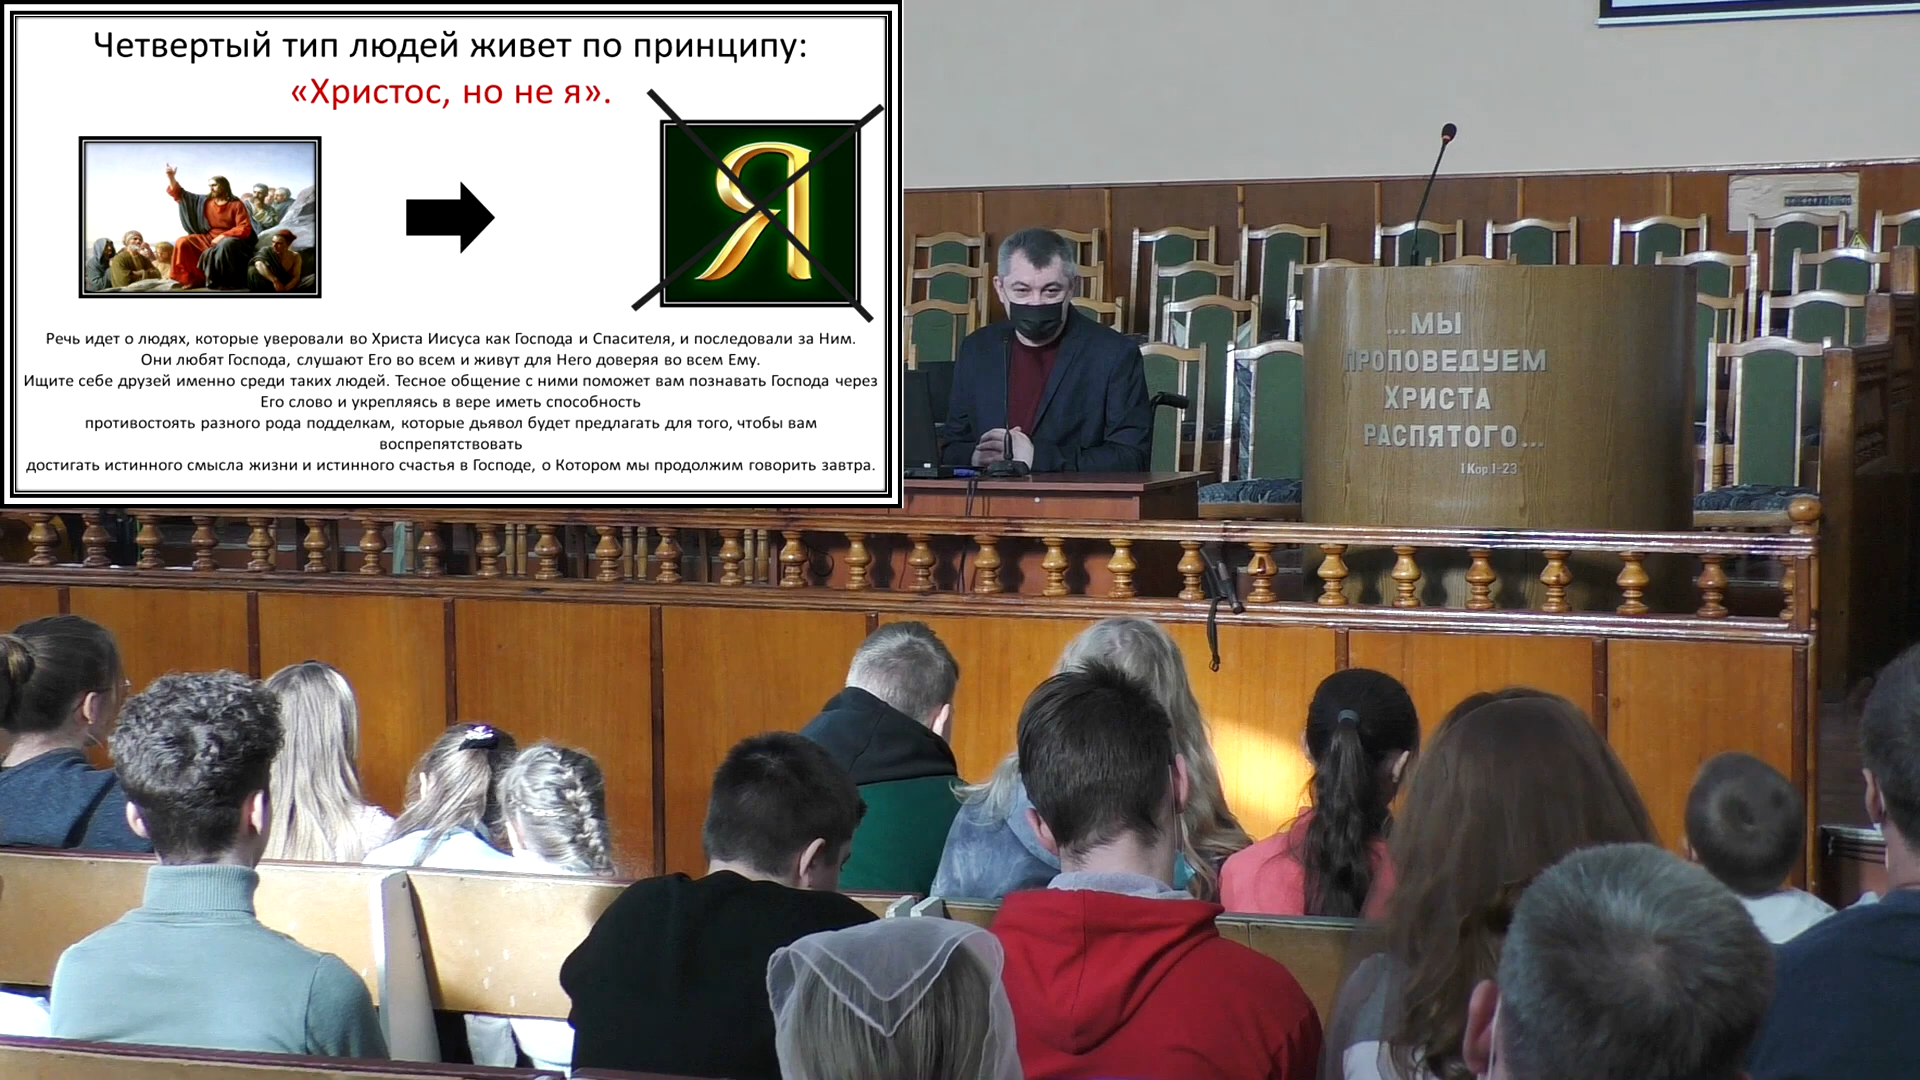 Четвертый тип людей живет по принципу:
«Христос, но не я».
Я
Речь идет о людях, которые уверовали во Христа Иисуса как Господа и Спасителя, и последовали за Ним.
Они любят Господа, слушают Его во всем и живут для Него доверяя во всем Ему.
Ищите себе друзей именно среди таких людей. Тесное общение с ними поможет вам познавать Господа через
Его слово и укрепляясь в вере иметь способность
противостоять разного рода подделкам, которые дьявол будет предлагать для того, чтобы вам
воспрепятствовать
достигать истинного смысла жизни и истинного счастья в Господе, о Котором мы продолжим говорить завтра.
...МЫ
ПРОПОВЕДУЕМ
ХРИСТА
РАСПЯТОГО...
1 Кор 1-23